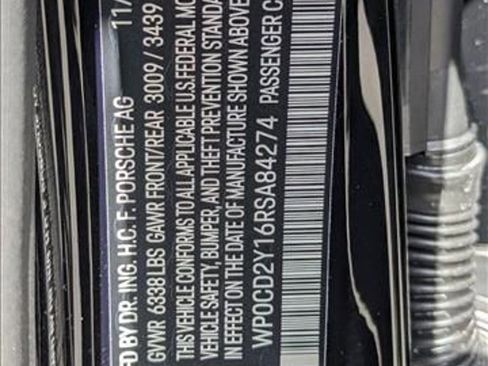 11/
FD BY DR. ING. H.C. F. PORSCHE AG
GVWR 6338 LBS GAWR FRONT/REAR 3009 / 3439
THIS VEHICLE CONFORMS TO ALL APPLICABLE U.S. FEDERAL MO
VEHICLE SAFETY, BUMPER, AND THEFT PREVENTION STANDA
IN EFFECT ON THE DATE OF MANUFACTURE SHOWN ABOVE
WP0CD2Y16RSA84274 PASSENGER C